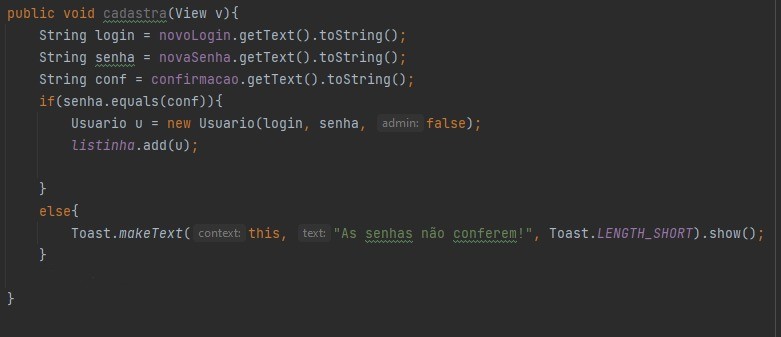 public void cadastra(View v){
String login = novoLogin.getText().toString();
String senha = novaSenha.getText().toString();
String conf = confirmacao.getText().toString();
if(senha.equals(conf)){
Usuario u = new Usuario(login, senha, admin: false);
listinha.add(u);
}
else{
Toast.makeText( context: this, text: "As senhas não conferem!", Toast.LENGTH_SHORT).show();
}
}